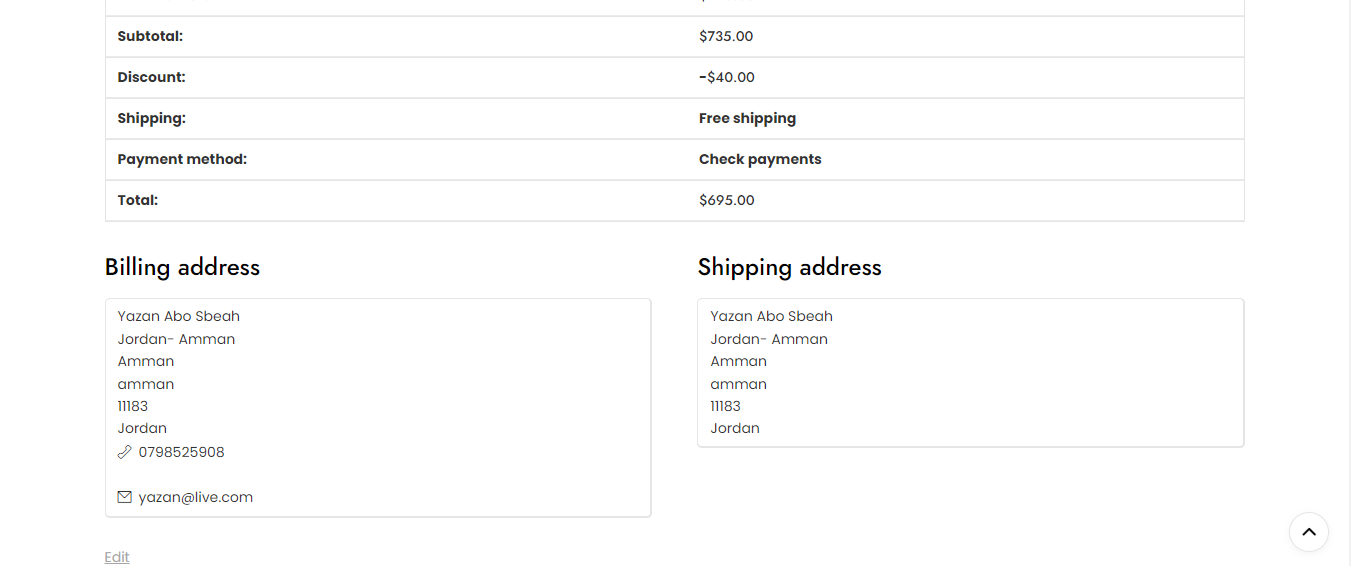 Subtotal: $735.00
Discount: -$40.00
Shipping: Free shipping
Payment method: Check payments
Total: $695.00
Billing address
Yazan Abo Sbeah
Jordan- Amman
Amman
amman
11183
Jordan
0798525908
yazan@live.com
Shipping address
Yazan Abo Sbeah
Jordan- Amman
Amman
amman
11183
Jordan
Edit